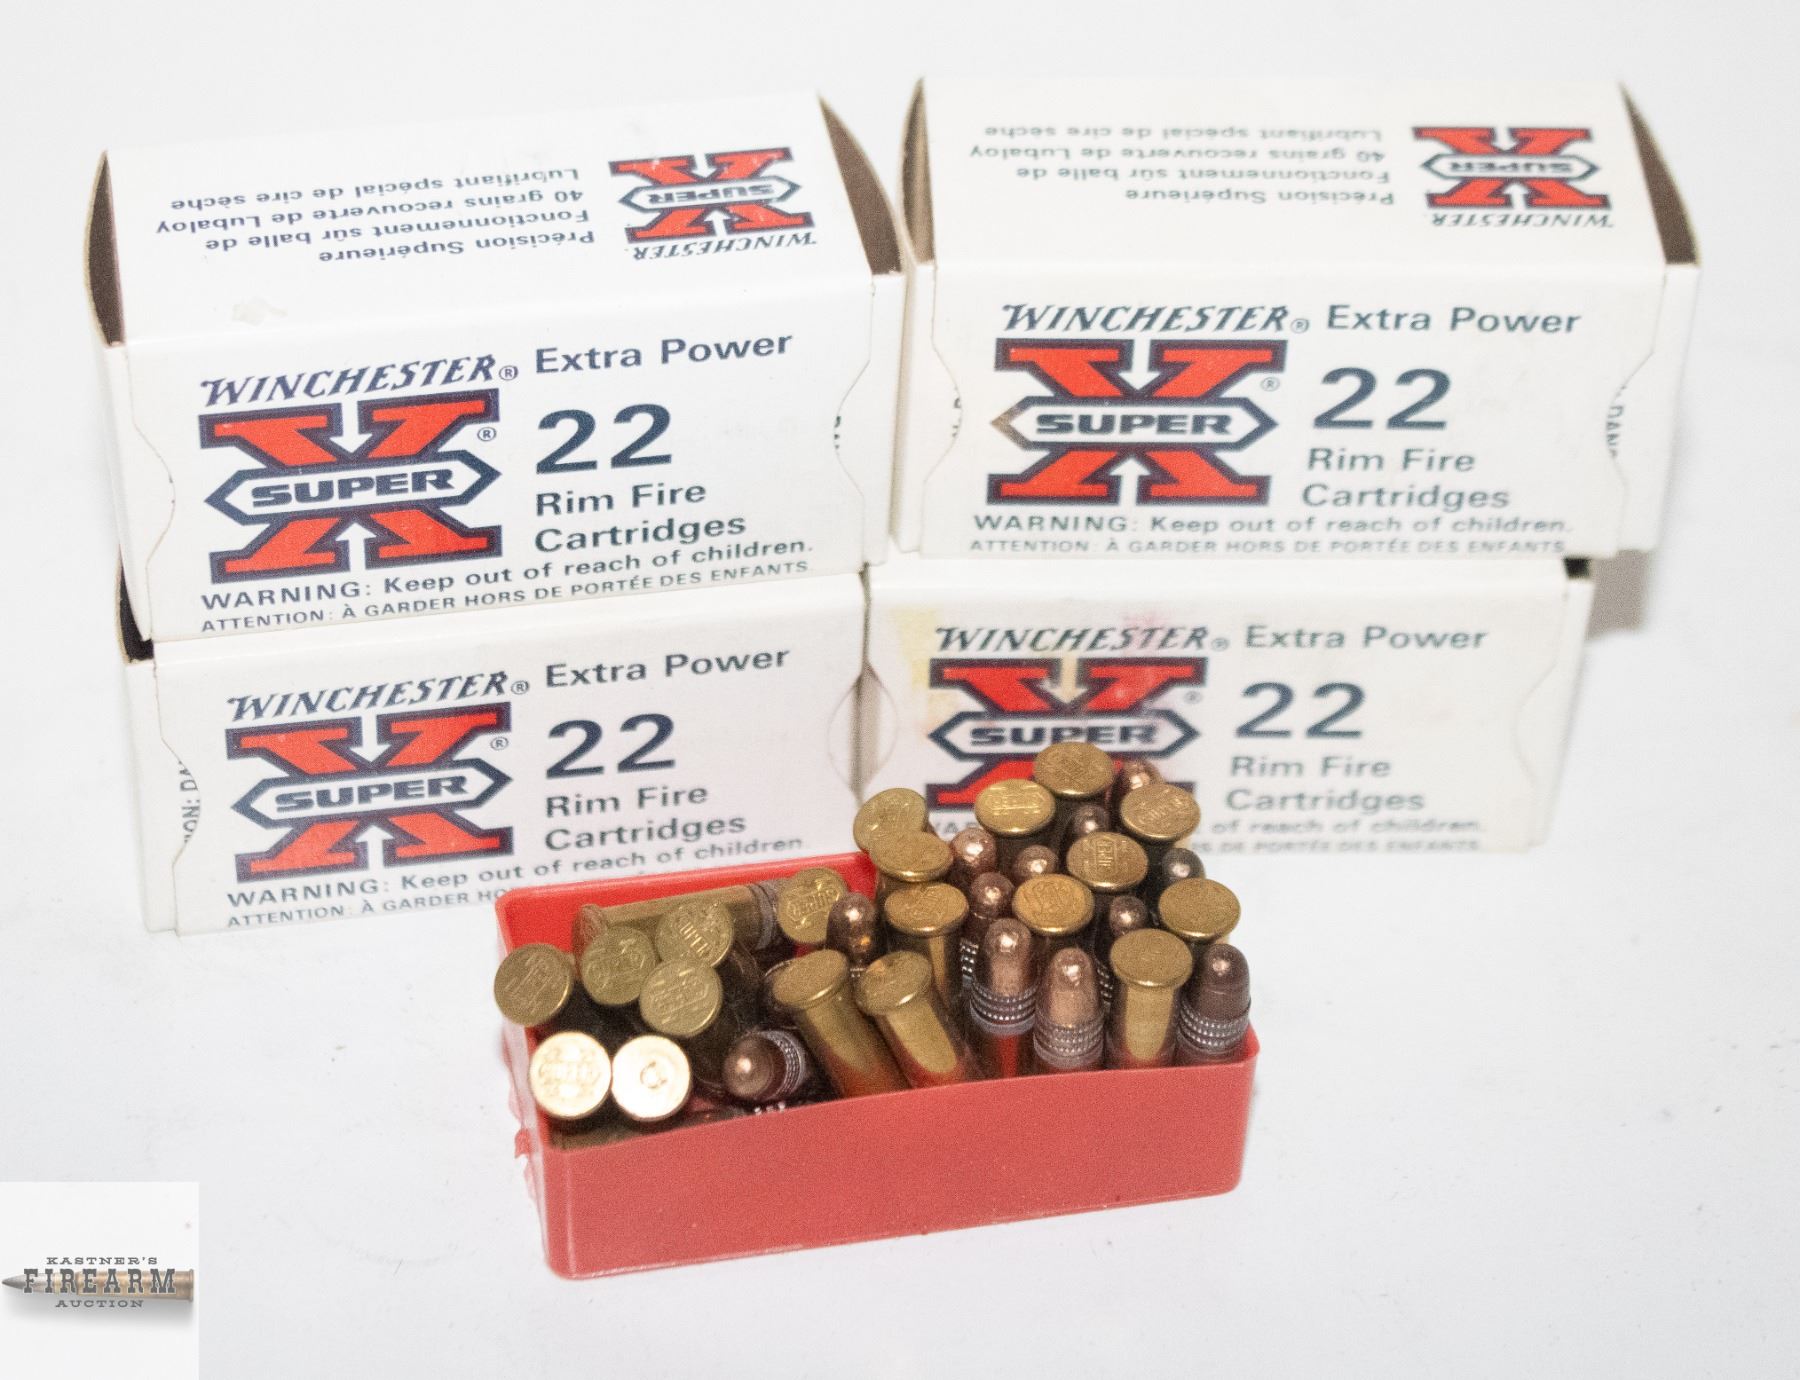 Précision Supérieure
Fonctionnement sûr balle de
40 grains recouverte de Lubaloy
Lubrifiant spécial de cire sèche
WINCHESTER
SUPER
WINCHESTER® Extra Power
SUPER ®
22
Rim Fire
Cartridges
WARNING: Keep out of reach of children.
ATTENTION: À GARDER HORS DE PORTÉE DES ENFANTS.
Précision Supérieure
Fonctionnement sûr balle de
40 grains recouverte de Lubaloy
Lubrifiant spécial de cire sèche
WINCHESTER
SUPER
WINCHESTER® Extra Power
SUPER ®
22
Rim Fire
Cartridges
WARNING: Keep out of reach of children.
ATTENTION: À GARDER HORS DE PORTÉE DES ENFANTS
WINCHESTER® Extra Power
SUPER ®
22
Rim Fire
Cartridges
WARNING: Keep out of reach of children.
ATTENTION: À GARDER HO
WINCHESTER® Extra Power
SUPER ®
22
Rim Fire
Cartridges
of reach of children.
DES ENFANTS.
SUPER
SUPER
KASTNER'S
FIREARM
AUCTION